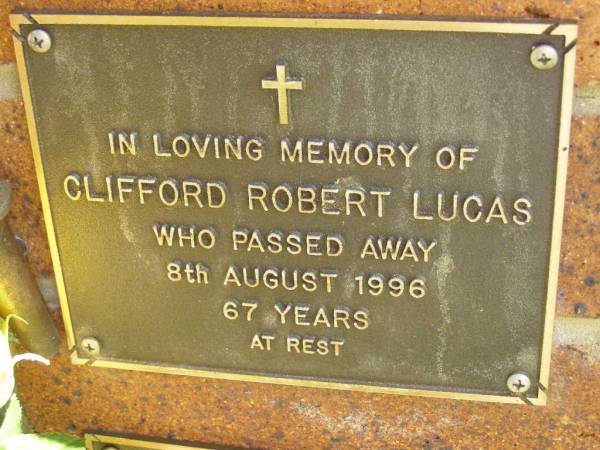 IN LOVING MEMORY OF
CLIFFORD ROBERT LUCAS
WHO PASSED AWAY
8th AUGUST 1996
67 YEARS
AT REST